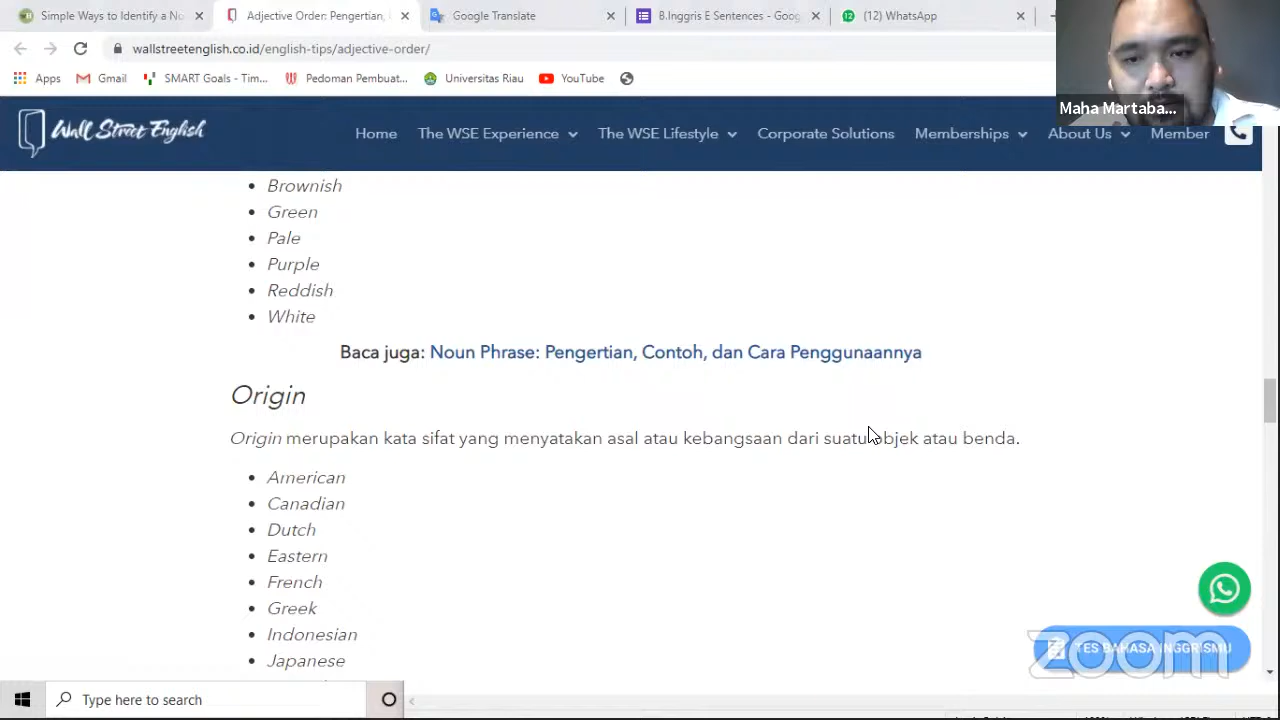 Simple Ways to Identify a No
Adjective Order: Pengertian,
Google Translate
B.Inggris E Sentences - Goog
(12) WhatsApp
wallstreetenglish.co.id/english-tips/adjective-order/
Apps
Gmail
SMART Goals - Tim...
Pedoman Pembuat...
Universitas Riau
YouTube
Maha Martaba...
Wall Street English
Home
The WSE Experience
The WSE Lifestyle
Corporate Solutions
Memberships
About Us
Member
Brownish
Green
Pale
Purple
Reddish
White
Baca juga: Noun Phrase: Pengertian, Contoh, dan Cara Penggunaannya
Origin
Origin merupakan kata sifat yang menyatakan asal atau kebangsaan dari suatu objek atau benda.
American
Canadian
Dutch
Eastern
French
Greek
Indonesian
Japanese
TES BAHASA INGGRISMU
zoom
Type here to search